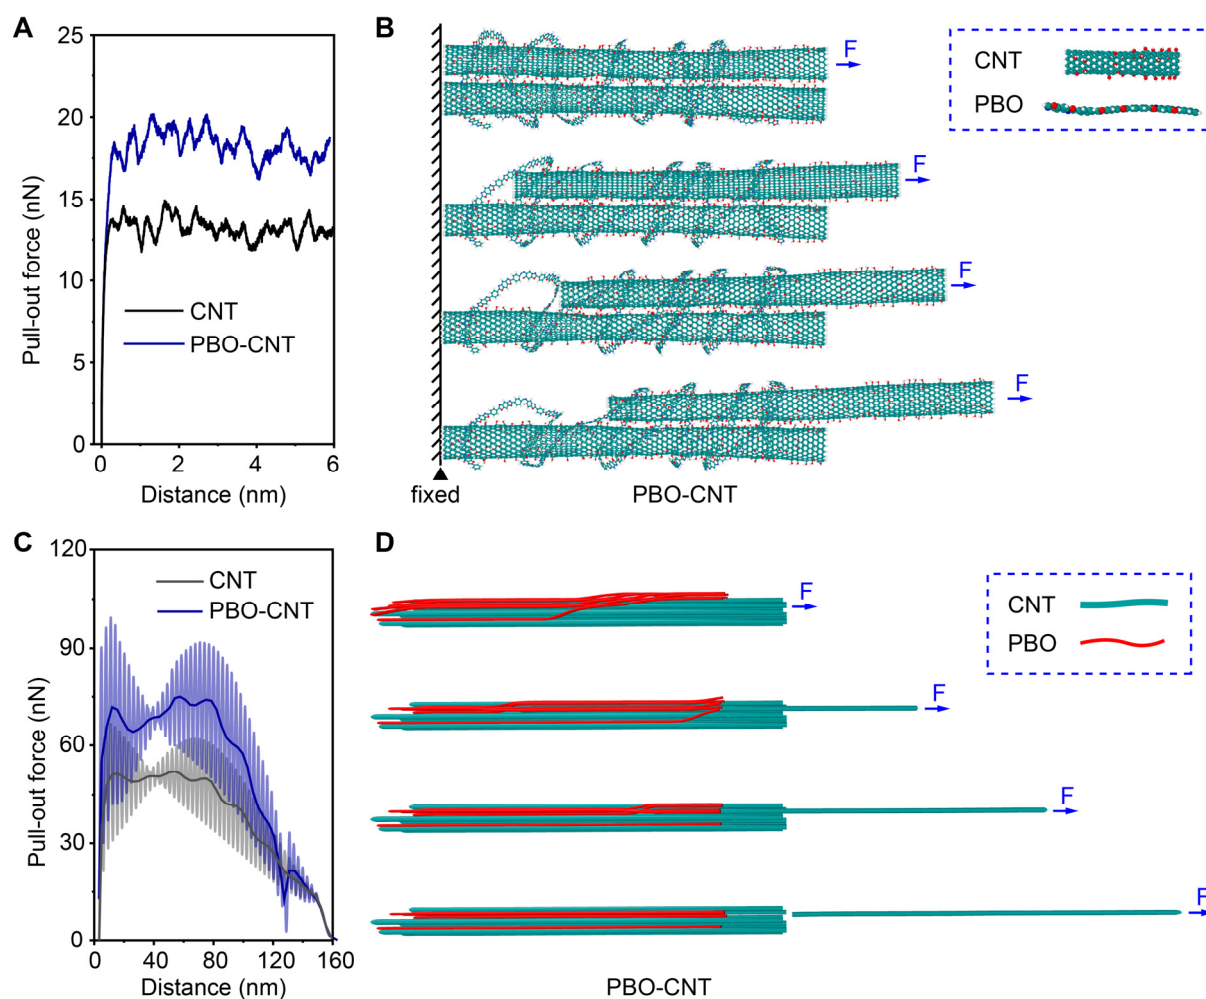 A
25
20
15
10
5
0
Pull-out force (nN)
CNT
PBO-CNT
0 2 4 6
Distance (nm)
B
F
F
F
F
CNT
PBO
fixed
PBO-CNT
C
120
90
60
30
0
Pull-out force (nN)
CNT
PBO-CNT
0 40 80 120 160
Distance (nm)
D
F
F
F
F
CNT
PBO
PBO-CNT